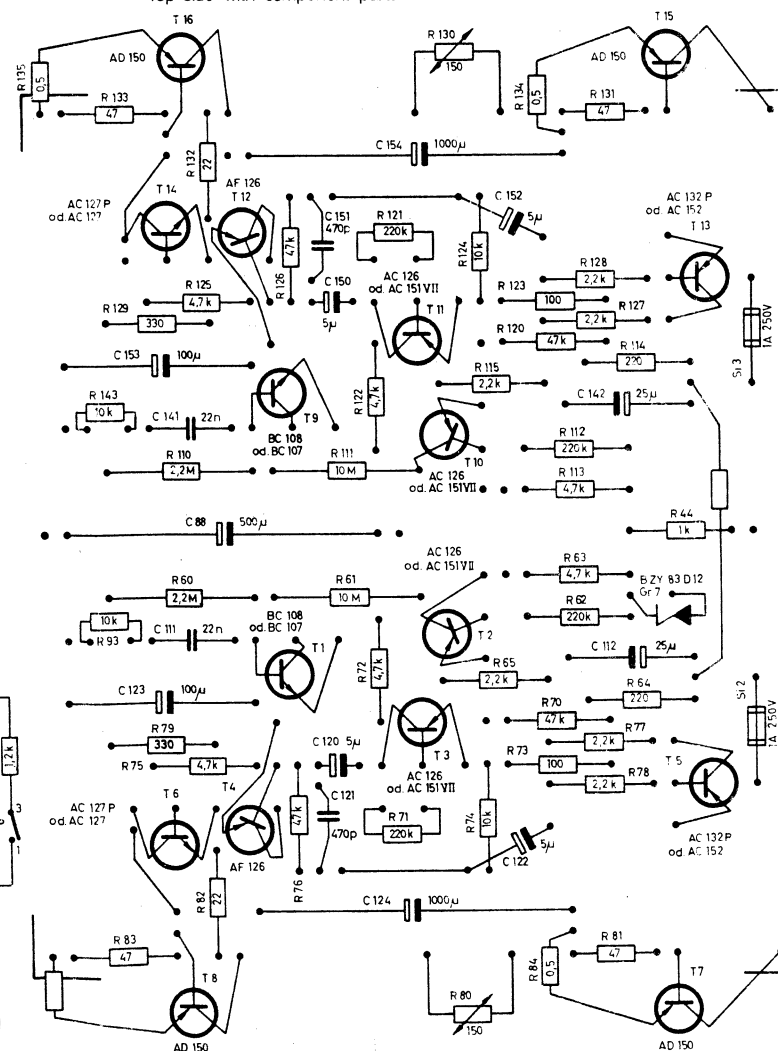 T 16
T 15
R 130
150
AD 150
AD 150
R 135
0,5
R 133
47
R 134
0,5
R 131
47
R 132
22
C 154
1000µ
AC 127 P
od. AC 127
T 14
AF 126
T 12
C 151
470p
R 121
220k
C 152
5µ
AC 132 P
od. AC 152
T 13
R 126
47k
R 124
10k
R 128
2,2k
R 125
4,7k
C 150
5µ
AC 126
od. AC 151 VII
T 11
R 123
100
R 127
2,2k
R 129
330
R 120
47k
R 114
220
Si 3
1A 250V
C 153
100µ
R 122
4,7k
R 115
2,2k
R 143
10k
C 141
22n
T 9
BC 108
od. BC 107
C 142
25µ
R 112
220k
T 10
R 110
2,2M
R 111
10 M
AC 126
od. AC 151 VII
R 113
4,7k
C 88
500µ
R 44
1k
AC 126
od. AC 151 VII
R 63
4,7k
BZY 83 D12
Gr 7
R 60
2,2M
R 61
10 M
R 62
220k
10k
R 93
C 111
22n
BC 108
od. BC 107
T 1
T 2
R 72
4,7k
C 112
25µ
R 65
2,2k
R 64
220
Si 2
1A 250V
C 123
100µ
R 70
47k
R 79
330
R 77
2,2k
C 120
5µ
T 3
R 73
100
T 5
R 75
4,7k
T 4
AC 126
od. AC 151 VII
R 78
2,2k
1,2k
3
1
AC 127 P
od. AC 127
T 6
47k
R 76
C 121
470p
R 71
220k
R 74
10k
C 122
5µ
AC 132 P
od. AC 152
AF 126
R 82
22
C 124
1000µ
R 83
47
T 8
R 81
47
R 84
0,5
T 7
R 80
150
AD 150
AD 150